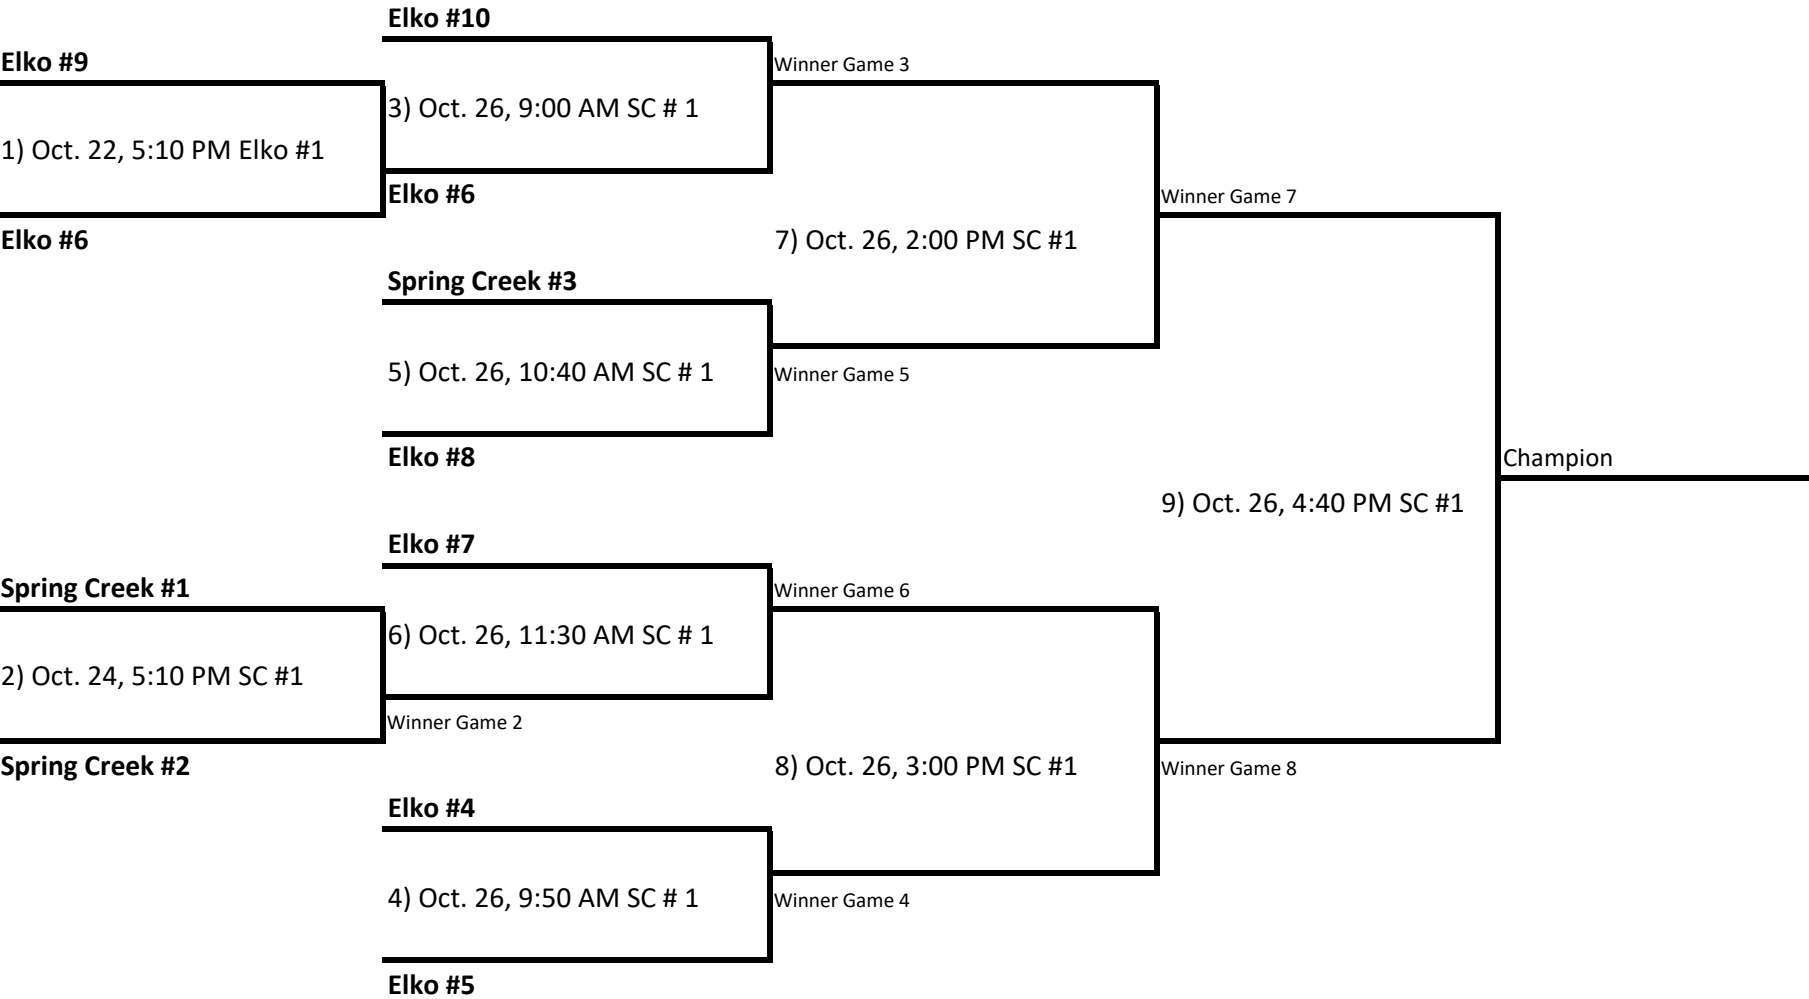 Elko #10
Elko #9
Winner Game 3
3) Oct. 26, 9:00 AM SC # 1
1) Oct. 22, 5:10 PM Elko #1
Elko #6
Winner Game 7
Elko #6
7) Oct. 26, 2:00 PM SC #1
Spring Creek #3
5) Oct. 26, 10:40 AM SC # 1
Winner Game 5
Elko #8
Champion
9) Oct. 26, 4:40 PM SC #1
Elko #7
Spring Creek #1
Winner Game 6
6) Oct. 26, 11:30 AM SC # 1
2) Oct. 24, 5:10 PM SC #1
Winner Game 2
Spring Creek #2
8) Oct. 26, 3:00 PM SC #1
Winner Game 8
Elko #4
4) Oct. 26, 9:50 AM SC # 1
Winner Game 4
Elko #5